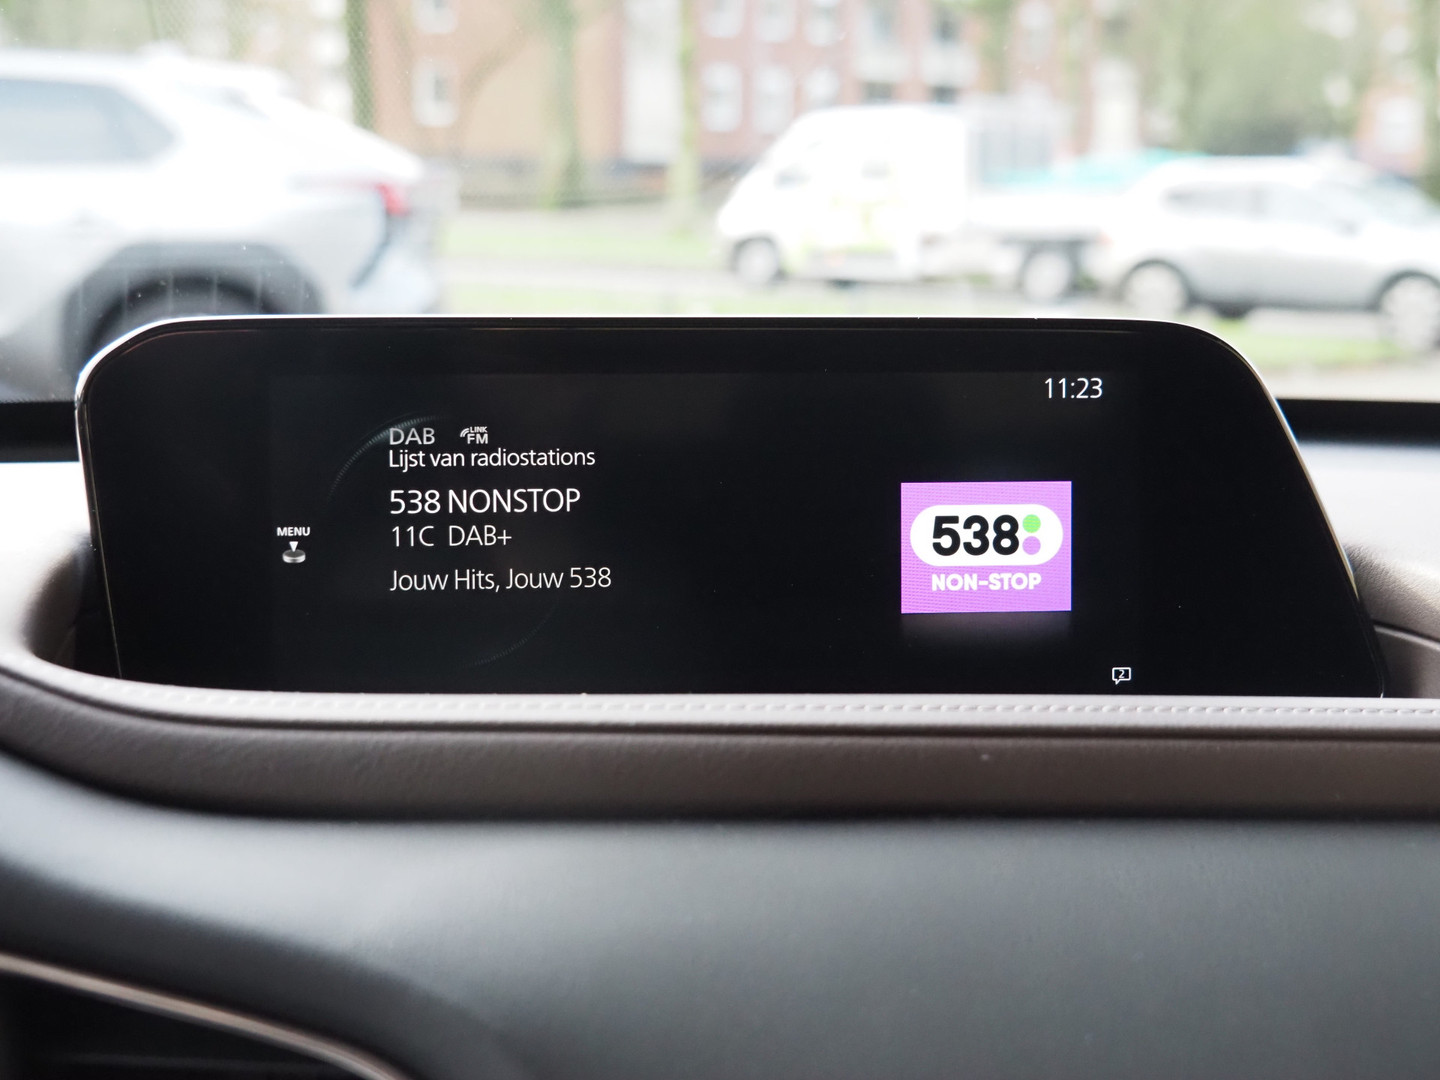 11:23
DAB LINK FM
Lijst van radiostations
538 NONSTOP
11C DAB+
Jouw Hits, Jouw 538
MENU
538
NON-STOP
2